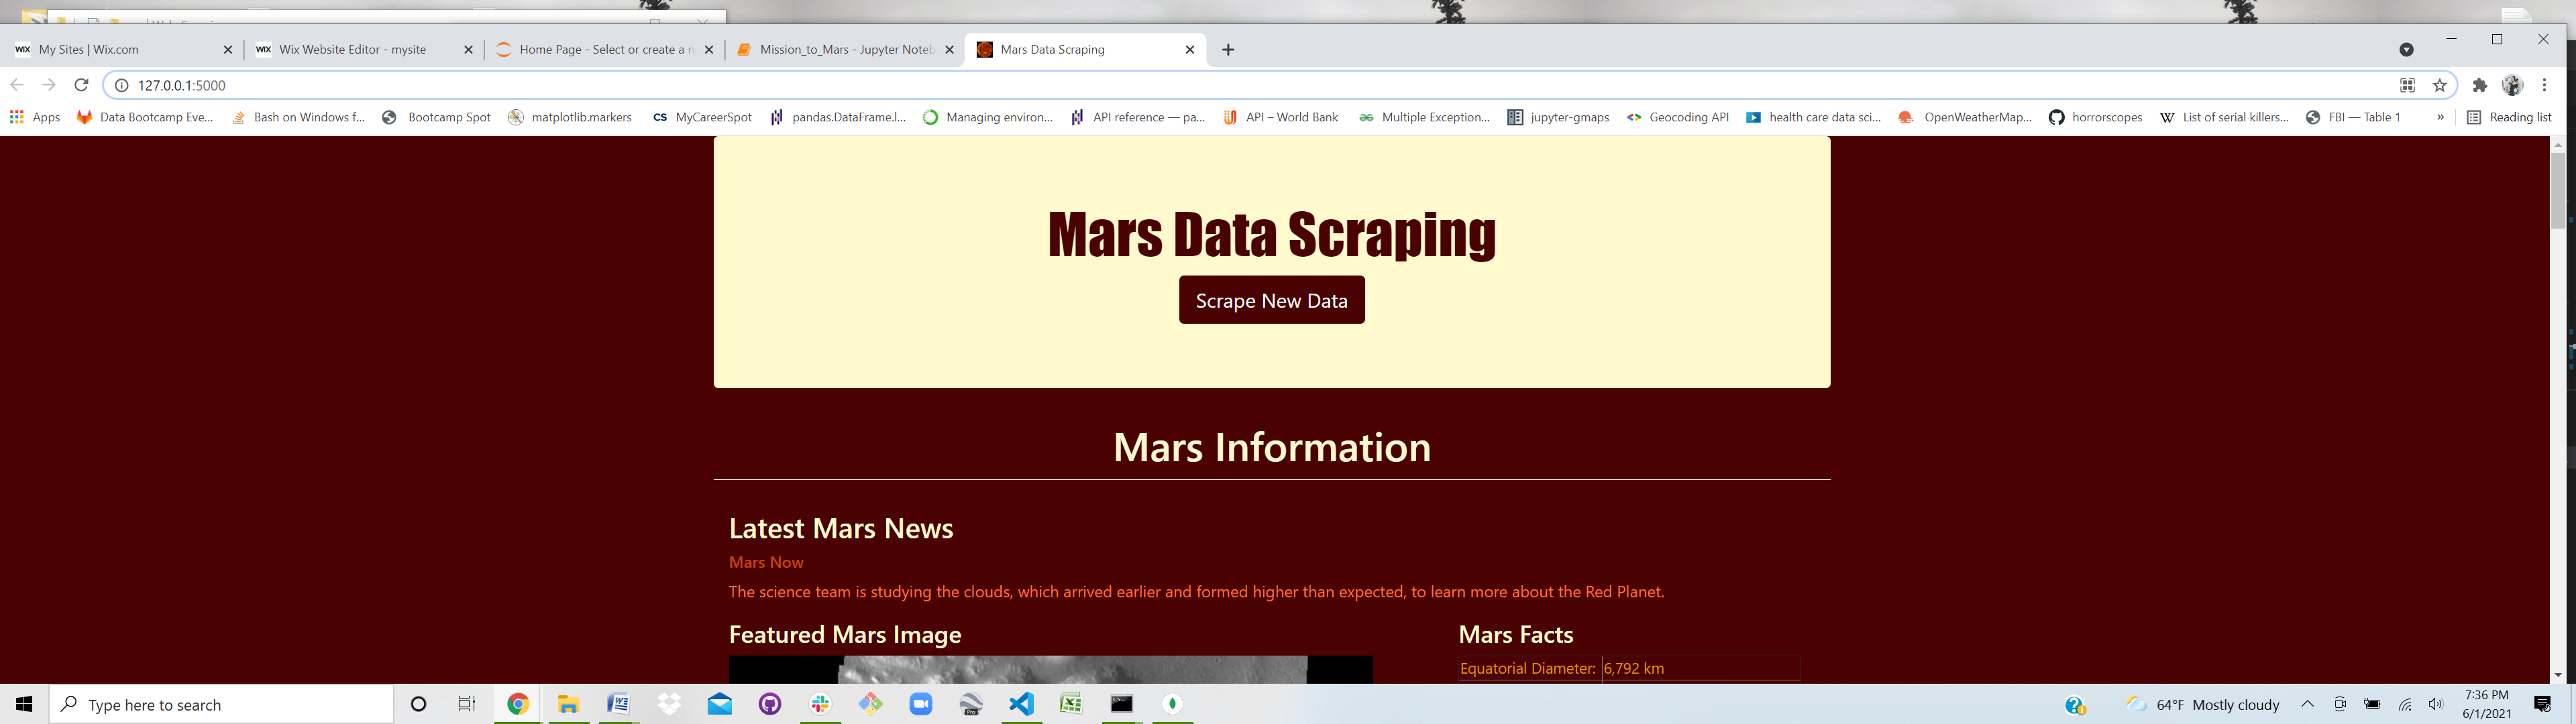 My Sites | Wix.com
Wix Website Editor - mysite
Home Page - Select or create a n
Mission_to_Mars - Jupyter Noteb
Mars Data Scraping
127.0.0.1:5000
Apps
Data Bootcamp Eve...
Bash on Windows f...
Bootcamp Spot
matplotlib.markers
CS MyCareerSpot
pandas.DataFrame.l...
Managing environ...
API reference — pa...
API – World Bank
Multiple Exception...
jupyter-gmaps
Geocoding API
health care data sci...
OpenWeatherMap...
horrorscopes
W List of serial killers...
FBI — Table 1
»
Reading list
Mars Data Scraping
Scrape New Data
Mars Information
Latest Mars News
Mars Now
The science team is studying the clouds, which arrived earlier and formed higher than expected, to learn more about the Red Planet.
Featured Mars Image
Mars Facts
Equatorial Diameter: 6,792 km
Type here to search
64°F Mostly cloudy
7:36 PM
6/1/2021